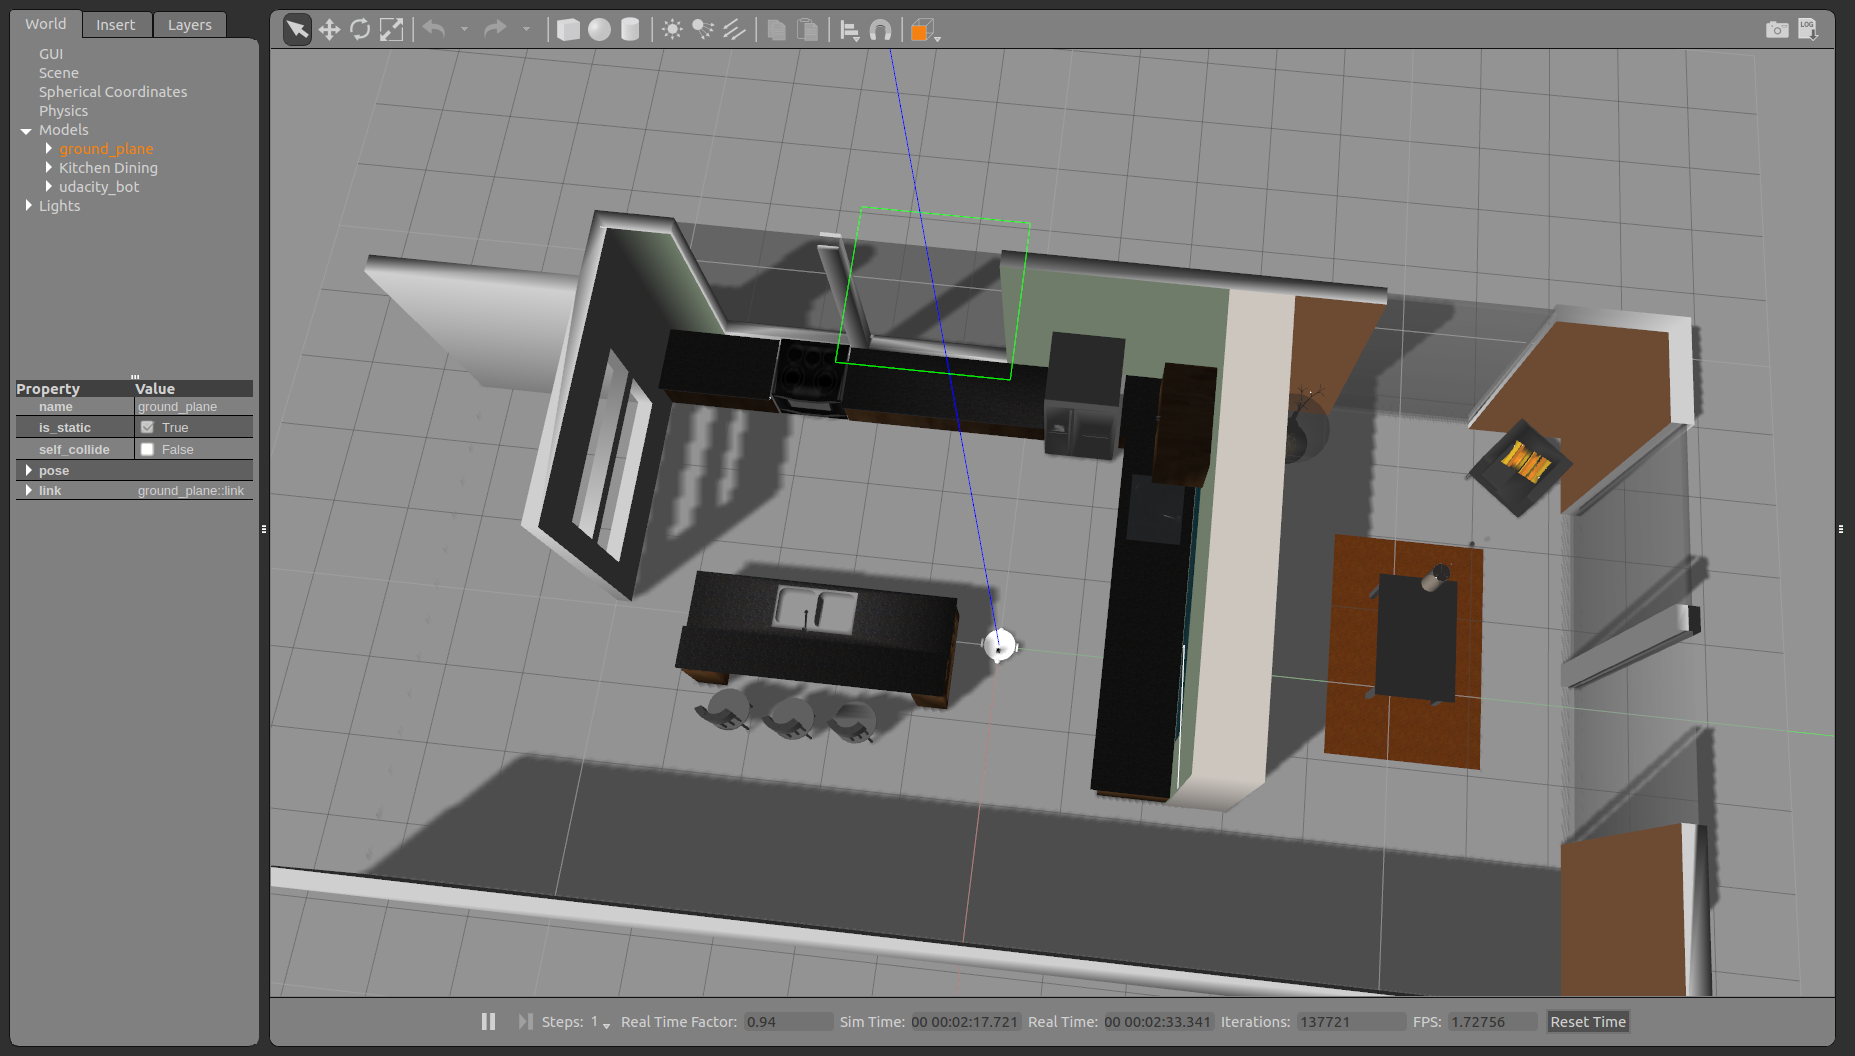 World Insert Layers
LOG
GUI
Scene
Spherical Coordinates
Physics
Models
ground_plane
Kitchen Dining
udacity_bot
Lights
Property Value
name ground_plane
is_static True
self_collide False
pose
link ground_plane::link
Steps: 1 Real Time Factor: 0.94 Sim Time: 00 00:02:17.721 Real Time: 00 00:02:33.341 Iterations: 137721 FPS: 1.72756 Reset Time